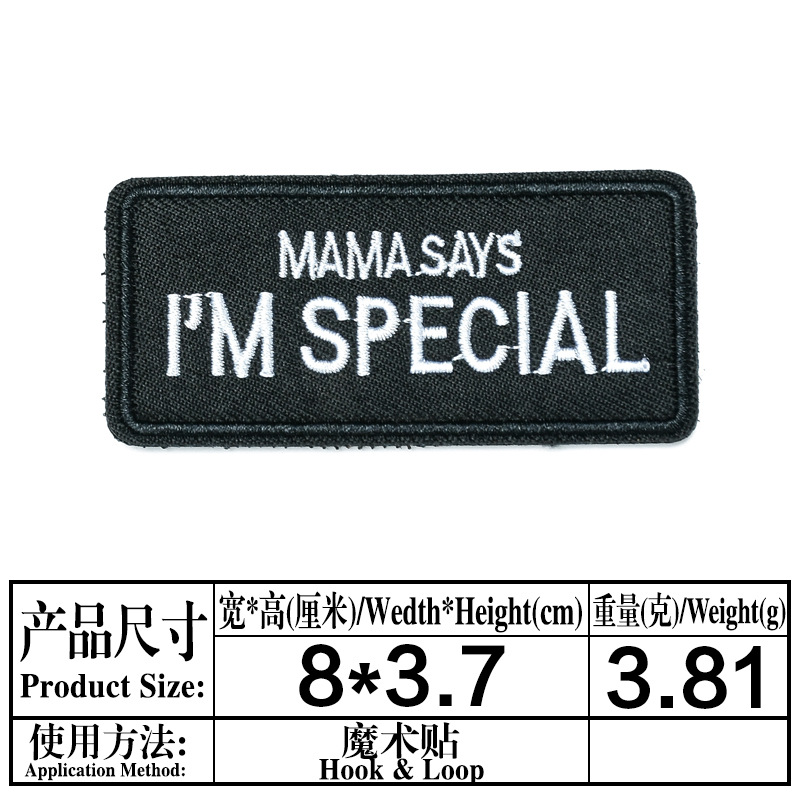 MAMA SAYS
I'M SPECIAL
产品尺寸
Product Size:
宽*高(厘米)/Wedth*Height(cm)
重量(克)/Weight(g)
8*3.7
3.81
使用方法:
Application Method:
魔术贴
Hook & Loop